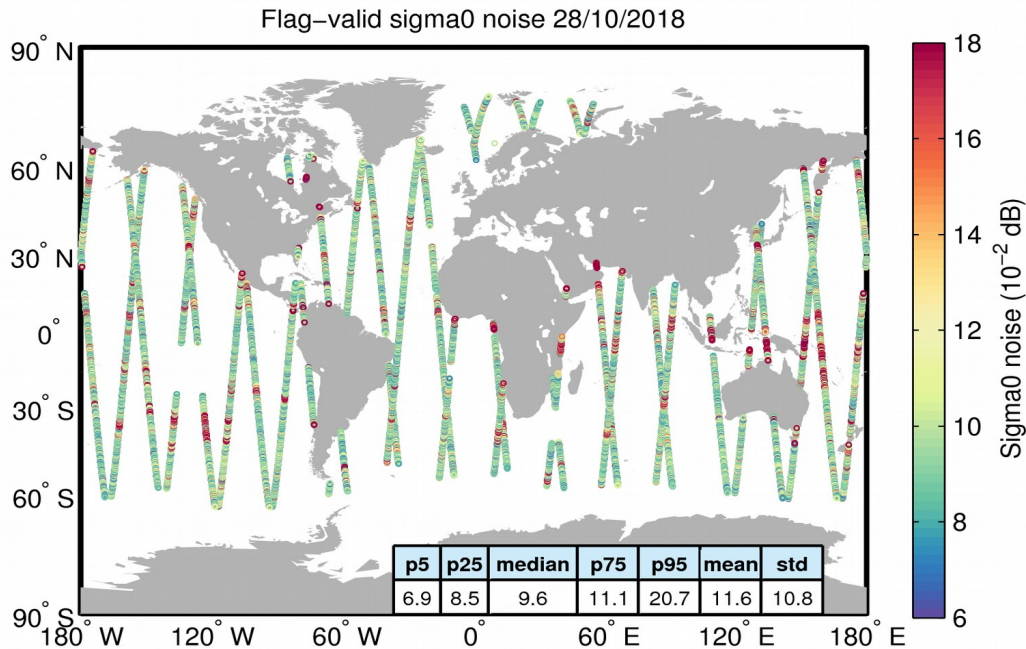 Flag−valid sigma0 noise 28/10/2018
90° N
60° N
30° N
0°
30° S
60° S
90° S
180° W
120° W
60° W
0°
60° E
120° E
180° E
p5 p25 median p75 p95 mean std
6.9 8.5 9.6 11.1 20.7 11.6 10.8
18
16
14
12
10
8
6
Sigma0 noise (10⁻² dB)